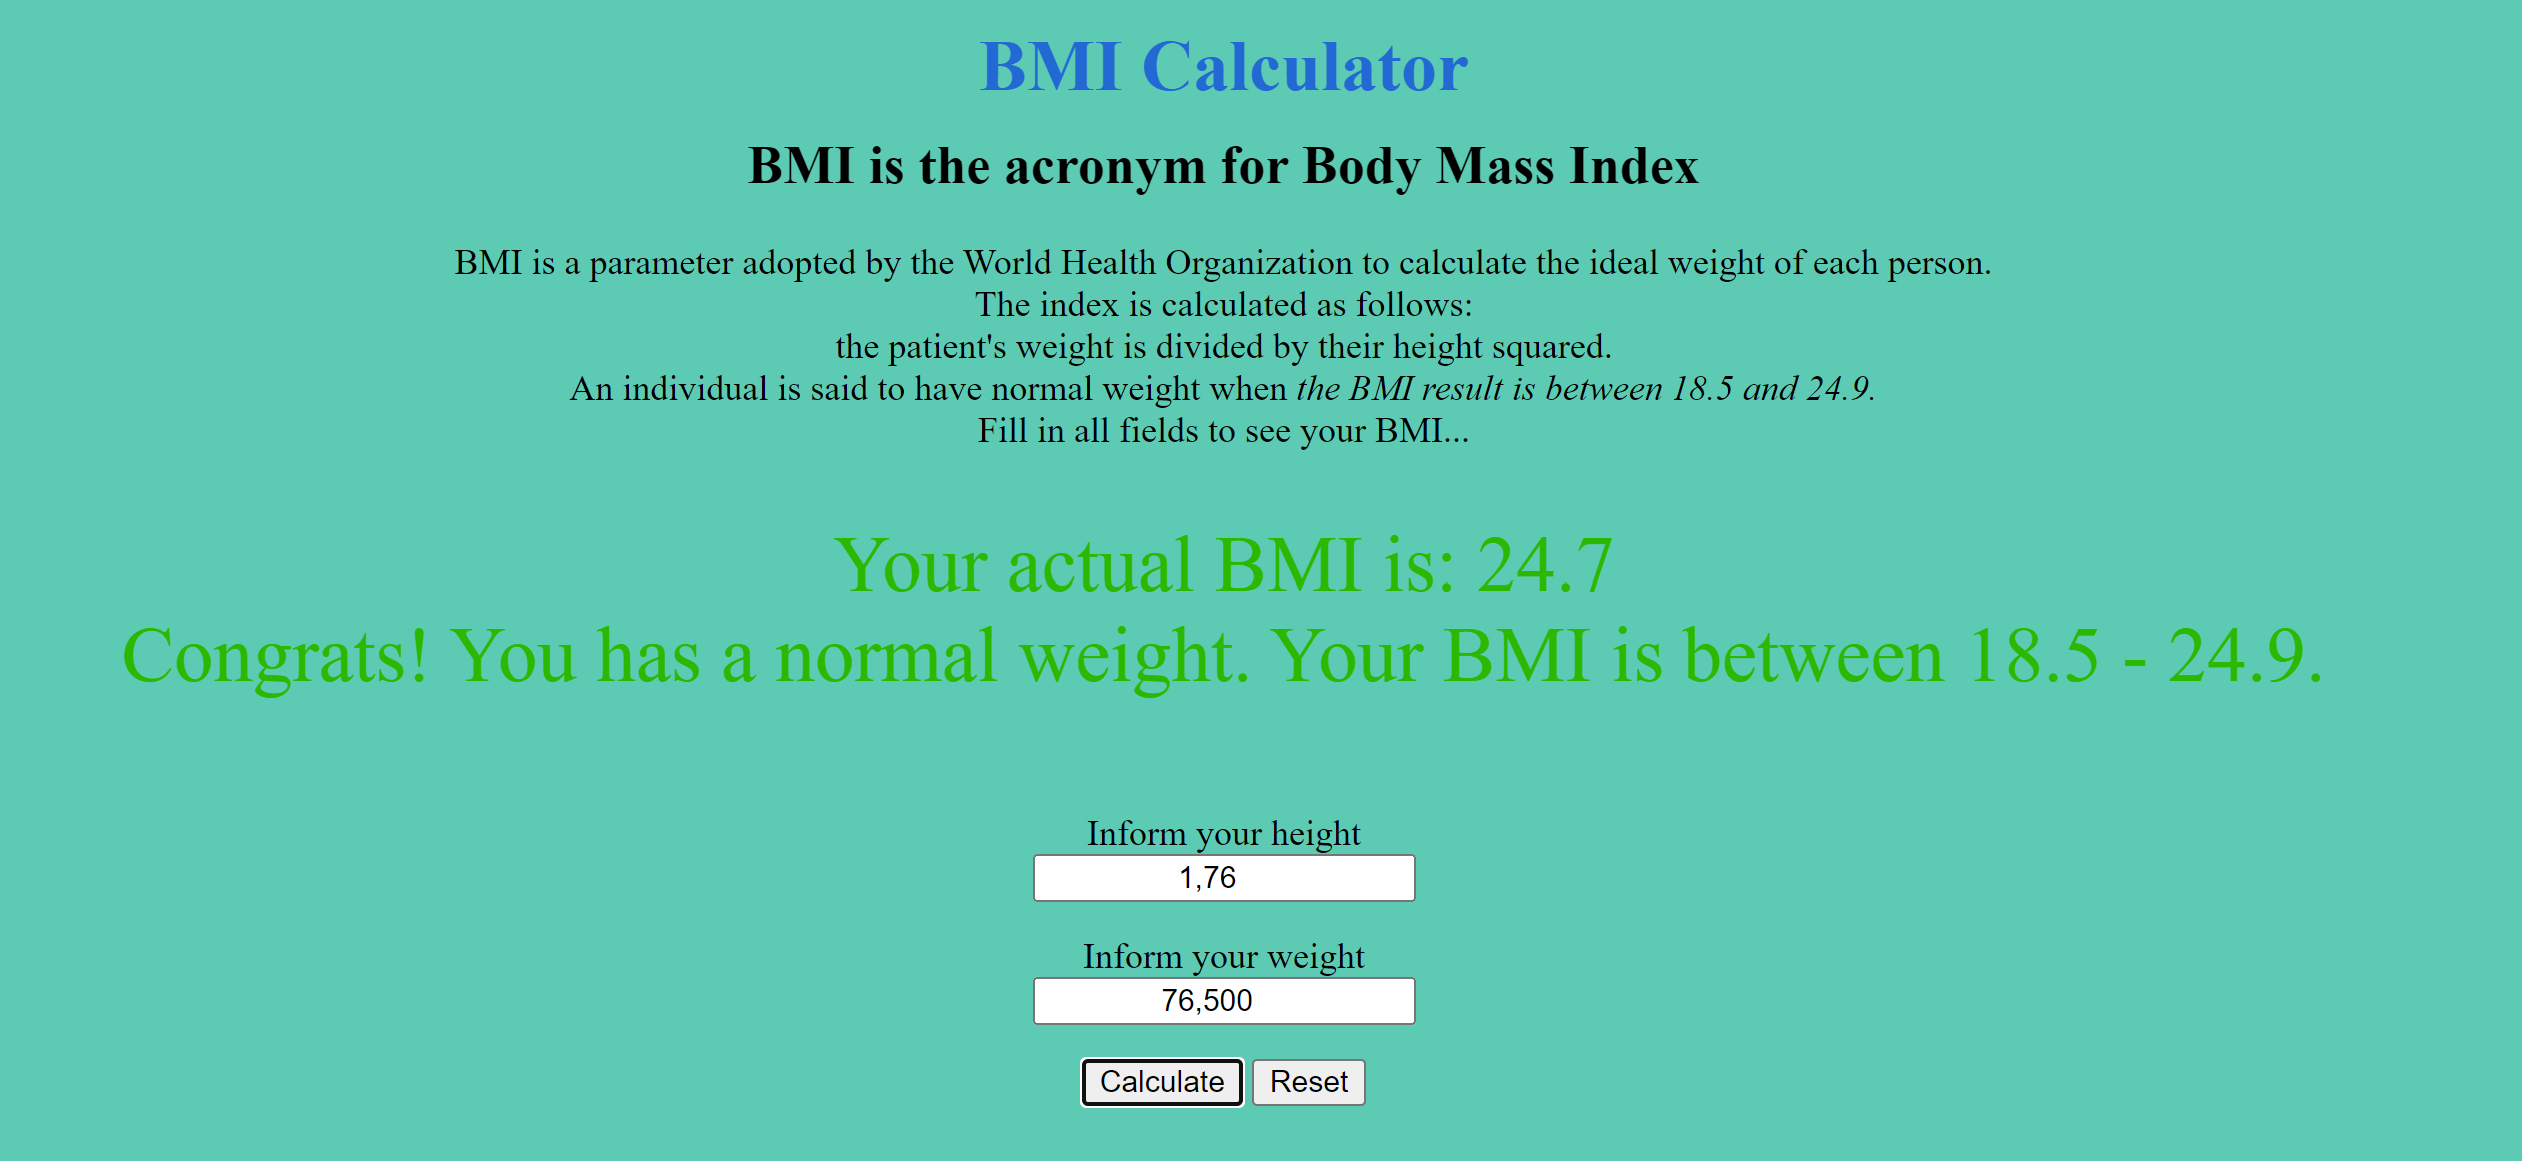 BMI Calculator
BMI is the acronym for Body Mass Index
BMI is a parameter adopted by the World Health Organization to calculate the ideal weight of each person.
The index is calculated as follows:
the patient's weight is divided by their height squared.
An individual is said to have normal weight when the BMI result is between 18.5 and 24.9.
Fill in all fields to see your BMI...
Your actual BMI is: 24.7
Congrats! You has a normal weight. Your BMI is between 18.5 - 24.9.
Inform your height
1,76
Inform your weight
76,500
Calculate Reset